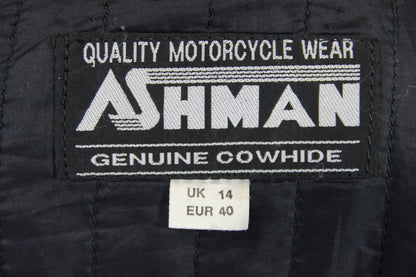 QUALITY MOTORCYCLE WEAR
ASHMAN
GENUINE COWHIDE
UK 14
EUR 40